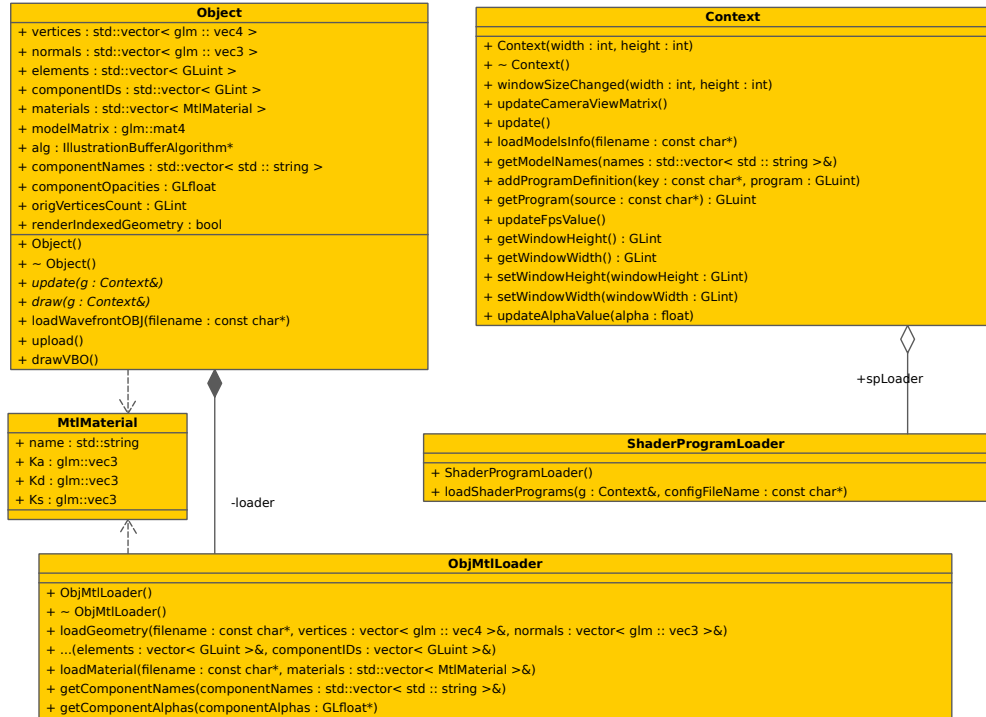 Object
+ vertices : std::vector< glm :: vec4 >
+ normals : std::vector< glm :: vec3 >
+ elements : std::vector< GLuint >
+ componentIDs : std::vector< GLint >
+ materials : std::vector< MtlMaterial >
+ modelMatrix : glm::mat4
+ alg : IllustrationBufferAlgorithm*
+ componentNames : std::vector< std :: string >
+ componentOpacities : GLfloat
+ origVerticesCount : GLint
+ renderIndexedGeometry : bool
+ Object()
+ ~ Object()
+ update(g : Context&)
+ draw(g : Context&)
+ loadWavefrontOBJ(filename : const char*)
+ upload()
+ drawVBO()
Context
+ Context(width : int, height : int)
+ ~ Context()
+ windowSizeChanged(width : int, height : int)
+ updateCameraViewMatrix()
+ update()
+ loadModelsInfo(filename : const char*)
+ getModelNames(names : std::vector< std :: string >&)
+ addProgramDefinition(key : const char*, program : GLuint)
+ getProgram(source : const char*) : GLuint
+ updateFpsValue()
+ getWindowHeight() : GLint
+ getWindowWidth() : GLint
+ setWindowHeight(windowHeight : GLint)
+ setWindowWidth(windowWidth : GLint)
+ updateAlphaValue(alpha : float)
+spLoader
MtlMaterial
+ name : std::string
+ Ka : glm::vec3
+ Kd : glm::vec3
+ Ks : glm::vec3
ShaderProgramLoader
+ ShaderProgramLoader()
+ loadShaderPrograms(g : Context&, configFileName : const char*)
-loader
ObjMtlLoader
+ ObjMtlLoader()
+ ~ ObjMtlLoader()
+ loadGeometry(filename : const char*, vertices : vector< glm :: vec4 >&, normals : vector< glm :: vec3 >&)
+ ...(elements : vector< GLuint >&, componentIDs : vector< GLuint >&)
+ loadMaterial(filename : const char*, materials : std::vector< MtlMaterial >&)
+ getComponentNames(componentNames : std::vector< std :: string >&)
+ getComponentAlphas(componentAlphas : GLfloat*)